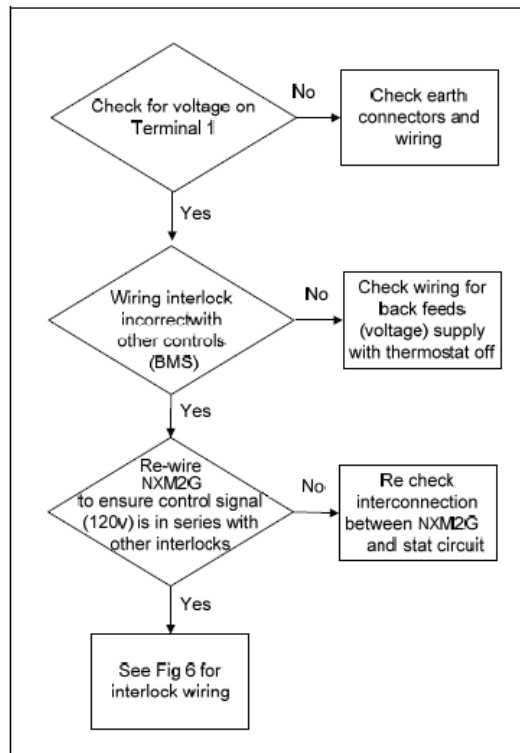 Check for voltage on
Terminal 1
No
Check earth
connectors and
wiring
Yes
Wiring interlock
incorrectwith
other controls
(BMS)
No
Check wiring for
back feeds
(voltage) supply
with thermostat off
Yes
Re-wire
NXM2G
to ensure control signal
(120v) is in series with
other interlocks
No
Re check
interconnection
between NXM2G
and stat circuit
Yes
See Fig 6 for
interlock wiring